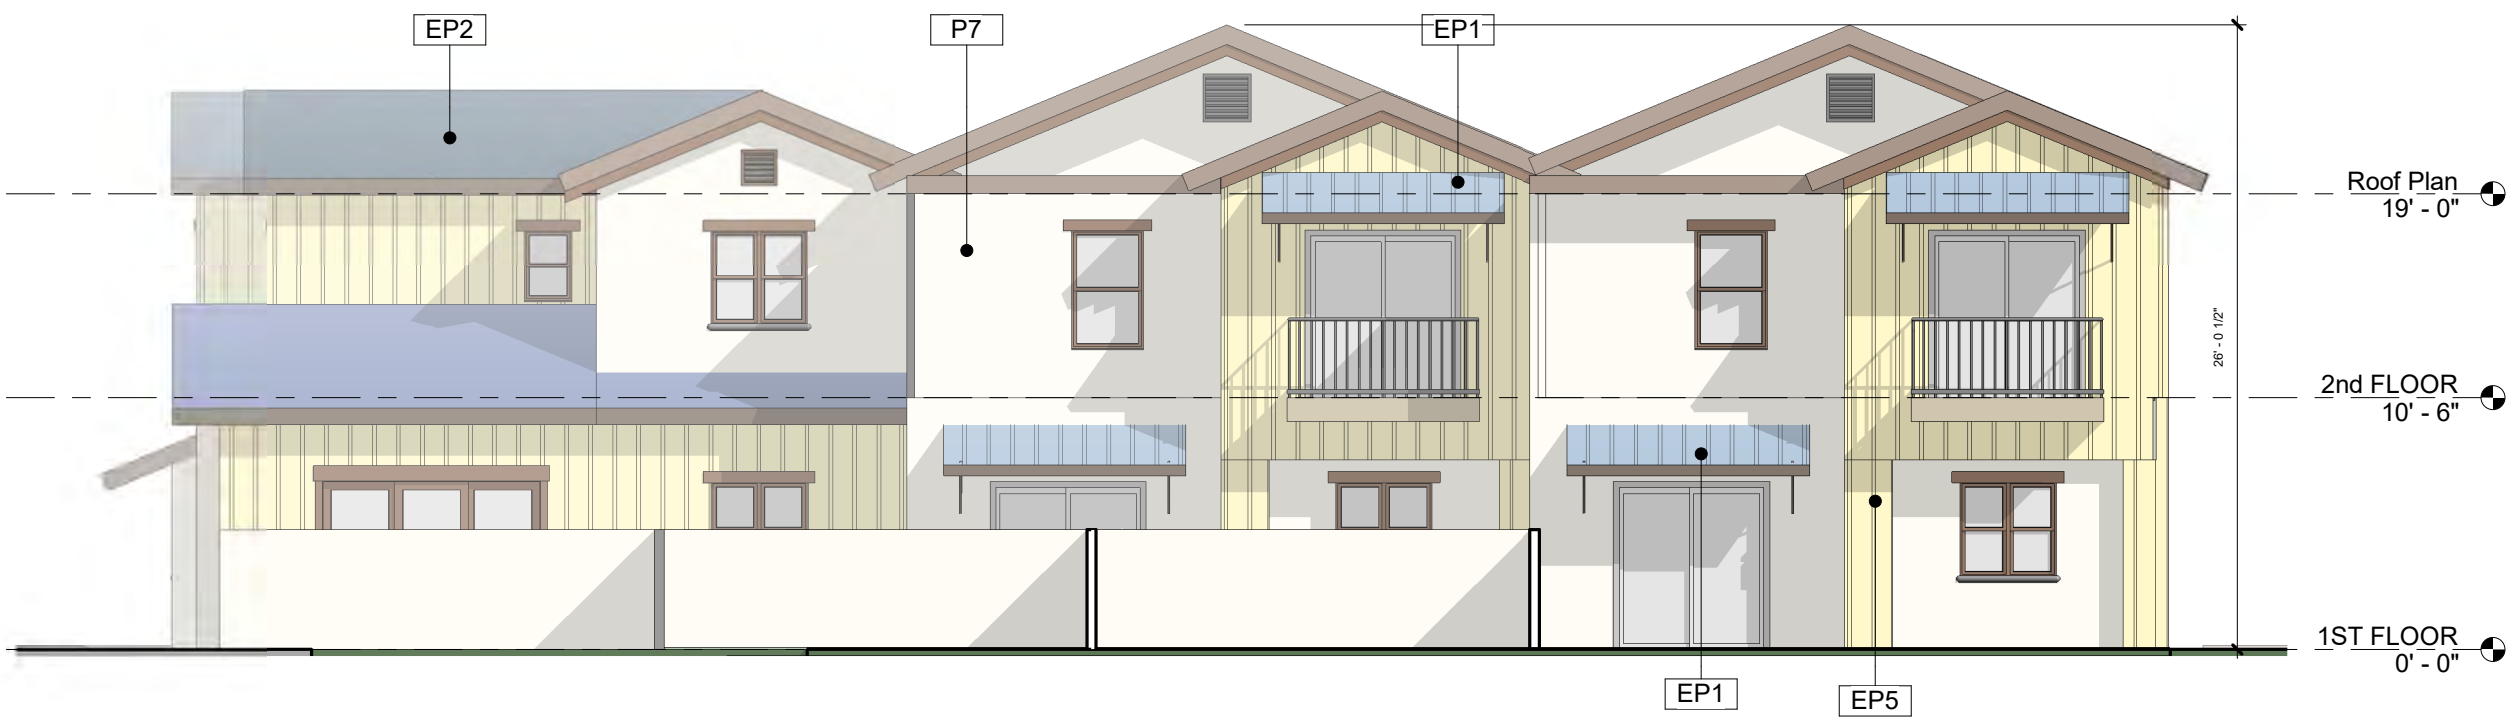 EP2
P7
EP1
Roof Plan
19' - 0"
26' - 0 1/2"
2nd FLOOR
10' - 6"
1ST FLOOR
0' - 0"
EP1
EP5